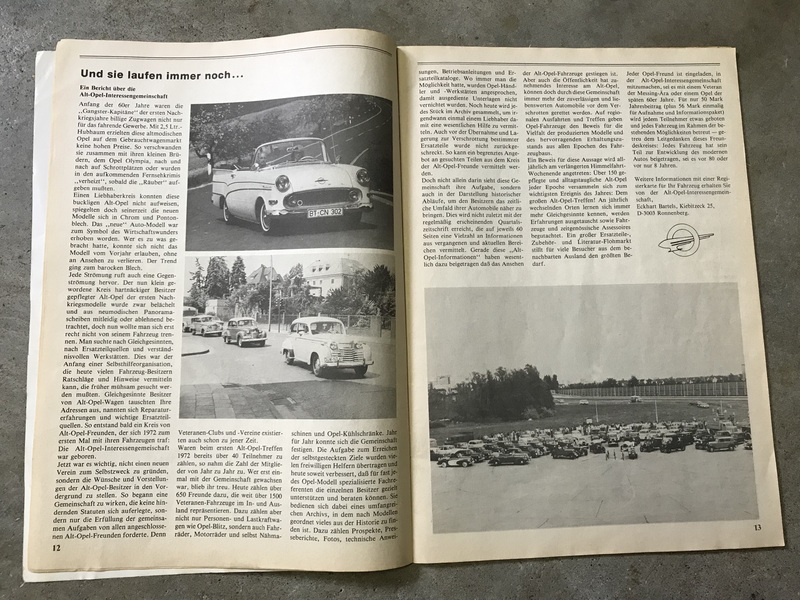 Und sie laufen immer noch...
Ein Bericht über die
Alt-Opel-Interessengemeinschaft
Anfang der 60er Jahre waren die
„Gangster-Kapitäne" der ersten Nach-
kriegsjahre billige Zugwagen nicht nur
für das fahrende Gewerbe. Mit 2,5 Ltr.-
Hubbaum erzielten diese altmodischen
Opel auf dem Gebrauchtwagenmarkt
keine hohen Preise. So verschwanden
sie zusammen mit ihren kleinen Brü-
dern, dem Opel Olympia, nach und
nach auf Schrottplätzen oder wurden
in den aufkommenden Fernsehkrimis
„verheizt", sobald die „Räuber" auf-
geben mußten.
Einen Liebhaberkreis konnten diese
buckligen Alt-Opel nicht aufweisen,
spiegelten doch seinerzeit die neuen
Modelle sich in Chrom und Ponton-
blech. Das „neue" Auto-Modell war
zum Symbol des Wirtschaftswunders
erhoben worden. Wer es zu was ge-
bracht hatte, konnte sich nicht das
Modell vom Vorjahr erlauben, ohne
an Ansehen zu verlieren. Der Trend
ging zum barocken Blech.
Jede Strömung ruft auch eine Gegen-
strömung hervor. Der nun klein ge-
wordene Kreis hartnäckiger Besitzer
gepflegter Alt-Opel der ersten Nach-
kriegsmodelle wurde zwar belächelt
und aus neumodischen Panorama-
scheiben mitleidig oder ablehnend be-
trachtet, doch nun wollte man sich erst
recht nicht von seinem Fahrzeug tren-
nen. Man suchte nach Gleichgesinnten,
nach Ersatzteilquellen und verständ-
nisvollen Werkstätten. Dies war der
Anfang einer Selbsthilfeorganisation,
die heute vielen Fahrzeug-Besitzern
Ratschläge und Hinweise vermitteln
kann, die früher mühsam gesucht wer-
den mußten. Gleichgesinnte Besitzer
von Alt-Opel-Wagen tauschten ihre
Adressen aus, nannten sich Reparatur-
erfahrungen und wichtige Ersatzteil-
quellen. So entstand bald ein Kreis von
Alt-Opel-Freunden, der sich 1972 zum
ersten Mal mit ihren Fahrzeugen traf:
Die Alt-Opel-Interessengemeinschaft
war geboren.
Jetzt war es wichtig, nicht einen neuen
Verein zum Selbstzweck zu gründen,
sondern die Wünsche und Vorstellun-
gen der Alt-Opel-Besitzer in den Vor-
dergrund zu stellen. So begann eine
Gemeinschaft zu wirken, die keine hin-
dernden Statuten sich auferlegte, son-
dern nur die Erfüllung der gemeinsa-
men Aufgaben von allen angeschlosse-
nen Alt-Opel-Freunden forderte. Denn
BT-CN 302
Veteranen-Clubs und -Vereine existier-
ten auch schon zu jener Zeit.
Waren beim ersten Alt-Opel-Treffen
1972 bereits über 40 Teilnehmer zu
zählen, so nahm die Zahl der Mitglie-
der von Jahr zu Jahr zu. Wer erst ein-
mal mit der Gemeinschaft gewachsen
war, blieb ihr treu. Heute zählen über
650 Freunde dazu, die weit über 1500
Veteranen-Fahrzeuge im In- und Aus-
land repräsentieren. Dazu zählen aber
nicht nur Personen- und Lastkraftwa-
gen wie Opel-Blitz, sondern auch Fahr-
räder, Motorräder und selbst Nähma-
schinen und Opel-Kühlschränke. Jahr
für Jahr konnte sich die Gemeinschaft
festigen. Die Aufgabe zum Erreichen
der selbstgesteckten Ziele wurden vie-
len freiwilligen Helfern übertragen und
heute soweit verbessert, daß für fast je-
des Opel-Modell spezialisierte Fachre-
ferenten die einzelnen Besitzer gezielt
unterstützen und beraten können. Sie
bedienen sich dabei eines umfangrei-
chen Archivs, in dem nach Modellen
geordnet vieles aus der Historie zu fin-
den ist. Dazu zählen Prospekte, Preis-
seberichte, Fotos, technische Anwei-
12
sungen, Betriebsanleitungen und Er-
satzteilkataloge. Wo immer man die
Möglichkeit hatte, wurden Opel-Händ-
ler und -Werkstätten angesprochen,
damit ausgediente Unterlagen nicht
vernichtet wurden. Noch heute wird je-
des Stück im Archiv gesammelt, um ir-
gendwann einmal einem Liebhaber da-
mit eine wesentliche Hilfe zu vermit-
teln. Auch vor der Übernahme und La-
gerung zur Verschrottung bestimmter
Ersatzteile wurde nicht zurückge-
schreckt. So kann ein begrenztes Ange-
bot an gesuchten Teilen aus dem Kreis
der Alt-Opel-Freunde vermittelt wer-
den.
Doch nicht allein darin sieht diese Ge-
meinschaft ihre Aufgabe, sondern
auch in der Darstellung historischer
Abläufe, um den Besitzern das zeitli-
che Umfeld ihrer Automobile näher zu
bringen. Dies wird nicht zuletzt mit der
regelmäßig erscheinenden Quartals-
zeitschrift erreicht, die auf jeweils 60
Seiten eine Vielzahl an Informationen
aus vergangenen und aktuellen Berei-
chen vermittelt. Gerade diese „Alt-
Opel-Informationen" haben wesent-
lich dazu beigetragen daß das Ansehen
der Alt-Opel-Fahrzeuge gestiegen ist.
Aber auch die Öffentlichkeit hat zu-
nehmendes Interesse am Alt-Opel,
können doch durch diese Gemeinschaft
immer mehr der zuverlässigen und lie-
benswerten Automobile vor dem Ver-
schrotten gerettet werden. Auf regio-
nalen Ausfahrten und Treffen geben
Opel-Fahrzeuge den Beweis für die
Vielfalt der produzierten Modelle und
des hervorragenden Erhaltungszu-
stands aus allen Epochen des Fahr-
zeugbaus.
Ein Beweis für diese Aussage wird all-
jährlich am verlängerten Himmelfahrt-
Wochenende angetreten: Über 150 ge-
pflegte und alltagstaugliche Alt-Opel
jeder Epoche versammeln sich zum
wichtigsten Ereignis des Jahres: Dem
großen Alt-Opel-Treffen! An jährlich
wechselnden Orten lernen sich immer
mehr Gleichgesinnte kennen, werden
Erfahrungen ausgetauscht sowie Fahr-
zeuge und zeitgenössische Assessoires
begutachtet. Ein großer Ersatzteile-,
Zubehör- und Literatur-Flohmarkt
stillt für viele Besucher aus dem be-
nachbarten Ausland den größten Be-
darf.
Jeder Opel-Freund ist eingeladen, in
der Alt-Opel-Interessengemeinschaft
mitzumachen, sei es mit einem Veteran
der Messing-Ära oder einem Opel der
späten 60er Jahre. Für nur 50 Mark
Jahresbeitrag (plus 56 Mark einmalig
für Aufnahme und Informationspaket)
wird jedem Teilnehmer etwas geboten
und jedes Fahrzeug im Rahmen der be-
stehenden Möglichkeiten betreut — ge-
treu dem Leitgedanken dieses Freun-
deskreises: Jedes Fahrzeug hat sein
Teil zur Entwicklung des modernen
Autos beigetragen, sei es vor 80 oder
vor nur 8 Jahren.
Weitere Informationen mit einer Regi-
sterkarte für Ihr Fahrzeug erhalten Sie
von der Alt-Opel-Interessengemein-
schaft,
Eckhart Bartels, Kiebitzeck 25,
D-3003 Ronnenberg.
13